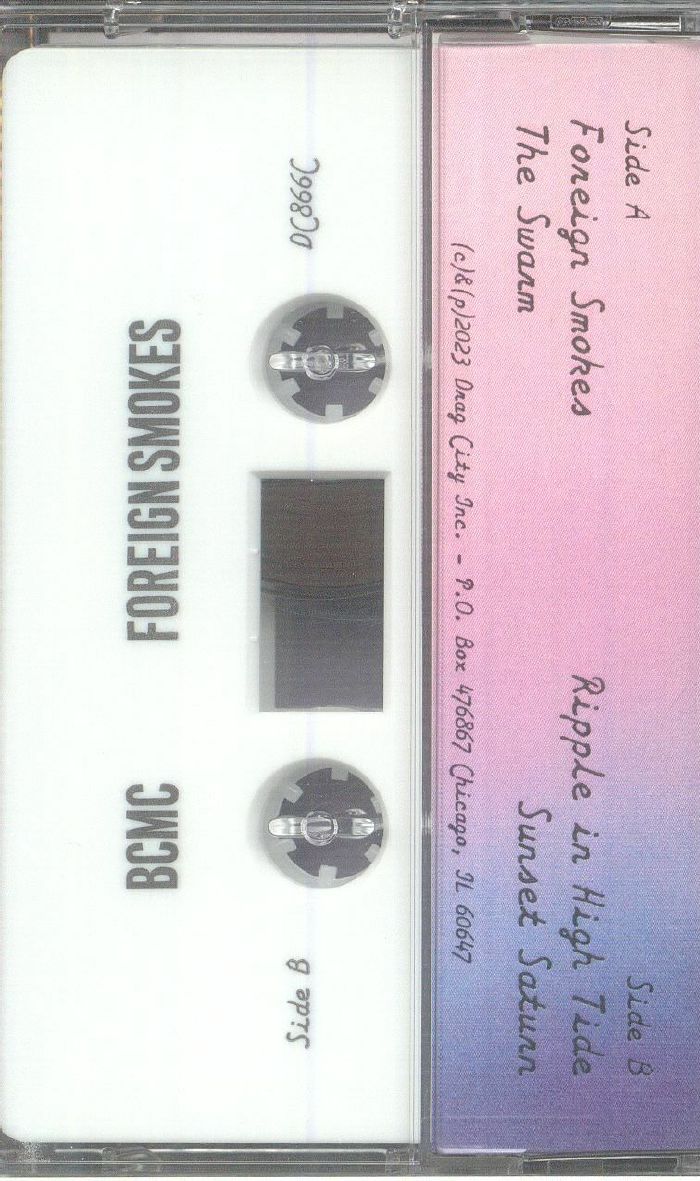 Side A
Foreign Smokes
The Swarm
Side B
Ripple in High Tide
Sunset Saturn
(c)&(p)2023 Drag City Inc. - P.O. Box 476867 Chicago, IL 60647
DC866C
Side B
BCMC
FOREIGN SMOKES